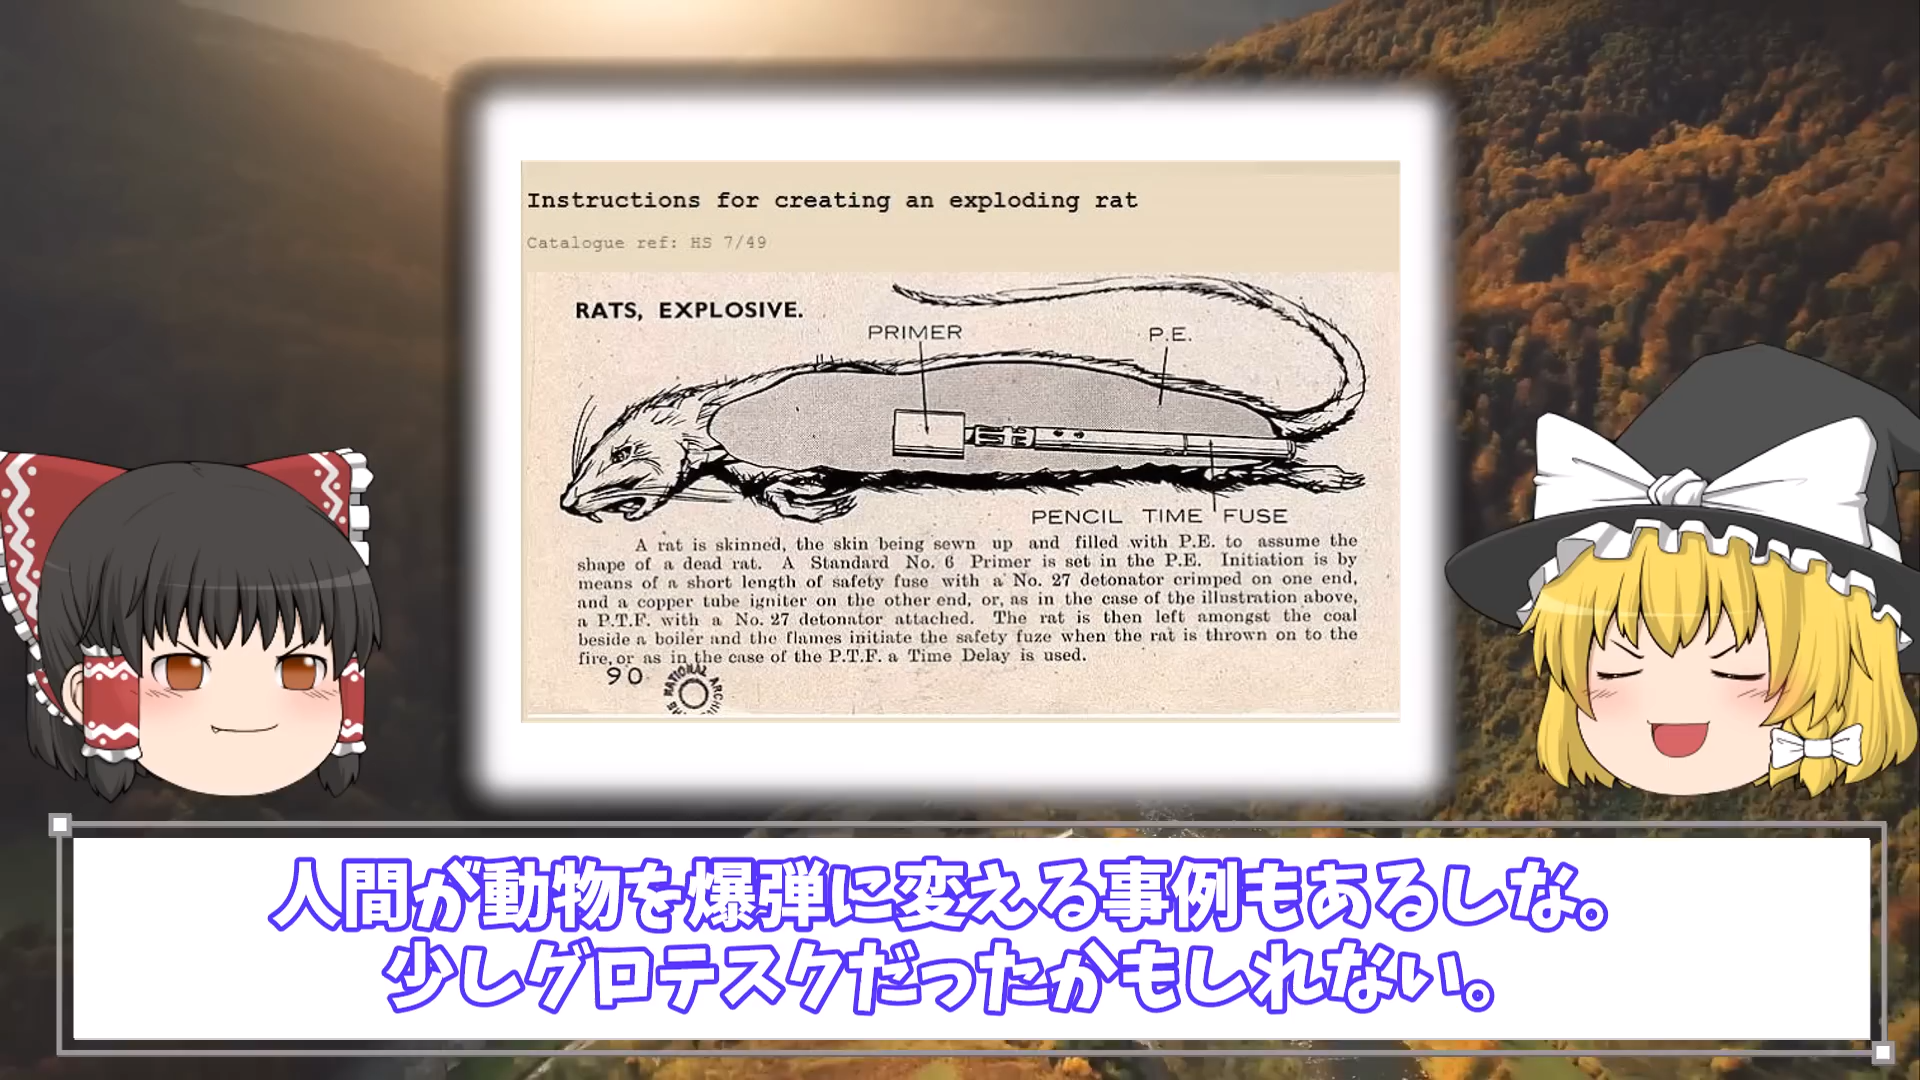 Instructions for creating an exploding rat
Catalogue ref: HS 7/49
RATS, EXPLOSIVE.
PRIMER
P.E.
PENCIL TIME FUSE
A rat is skinned, the skin being sewn up and filled with P.E. to assume the
shape of a dead rat. A Standard No. 6 Primer is set in the P.E. Initiation is by
means of a short length of safety fuse with a No. 27 detonator crimped on one end,
and a copper tube igniter on the other end, or, as in the case of the illustration above,
a P.T.F. with a No. 27 detonator attached. The rat is then left amongst the coal
beside a boiler and the flames initiate the safety fuze when the rat is thrown on to the
fire, or as in the case of the P.T.F. a Time Delay is used.
90
人間が動物を爆弾に変える事例もあるしな。
少しグロテスクだったかもしれない。